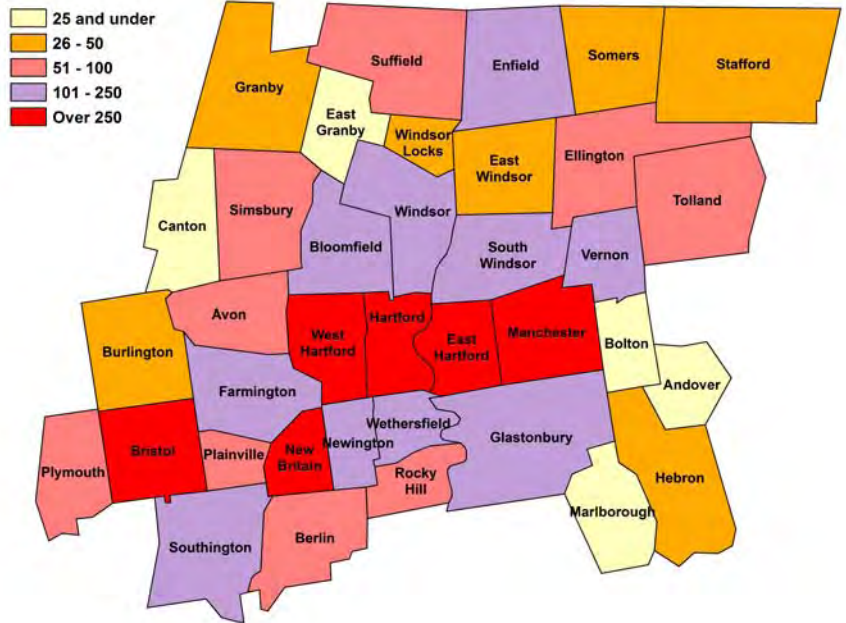 25 and under
26 - 50
51 - 100
101 - 250
Over 250
Suffield
Enfield
Somers
Stafford
Granby
East
Granby
Windsor
Locks
East
Windsor
Ellington
Tolland
Canton
Simsbury
Bloomfield
Windsor
South
Windsor
Vernon
Avon
West
Hartford
Hartford
East
Hartford
Manchester
Bolton
Andover
Burlington
Farmington
Wethersfield
Newington
Glastonbury
Plymouth
Bristol
Plainville
New
Britain
Rocky
Hill
Hebron
Marlborough
Southington
Berlin